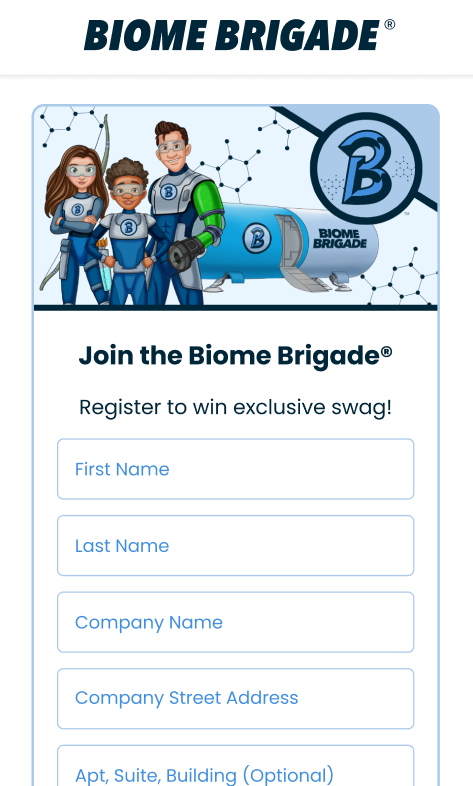 BIOME BRIGADE®
B
B
B
BIOME
BRIGADE
B
™
Join the Biome Brigade®
Register to win exclusive swag!
First Name
Last Name
Company Name
Company Street Address
Apt, Suite, Building (Optional)